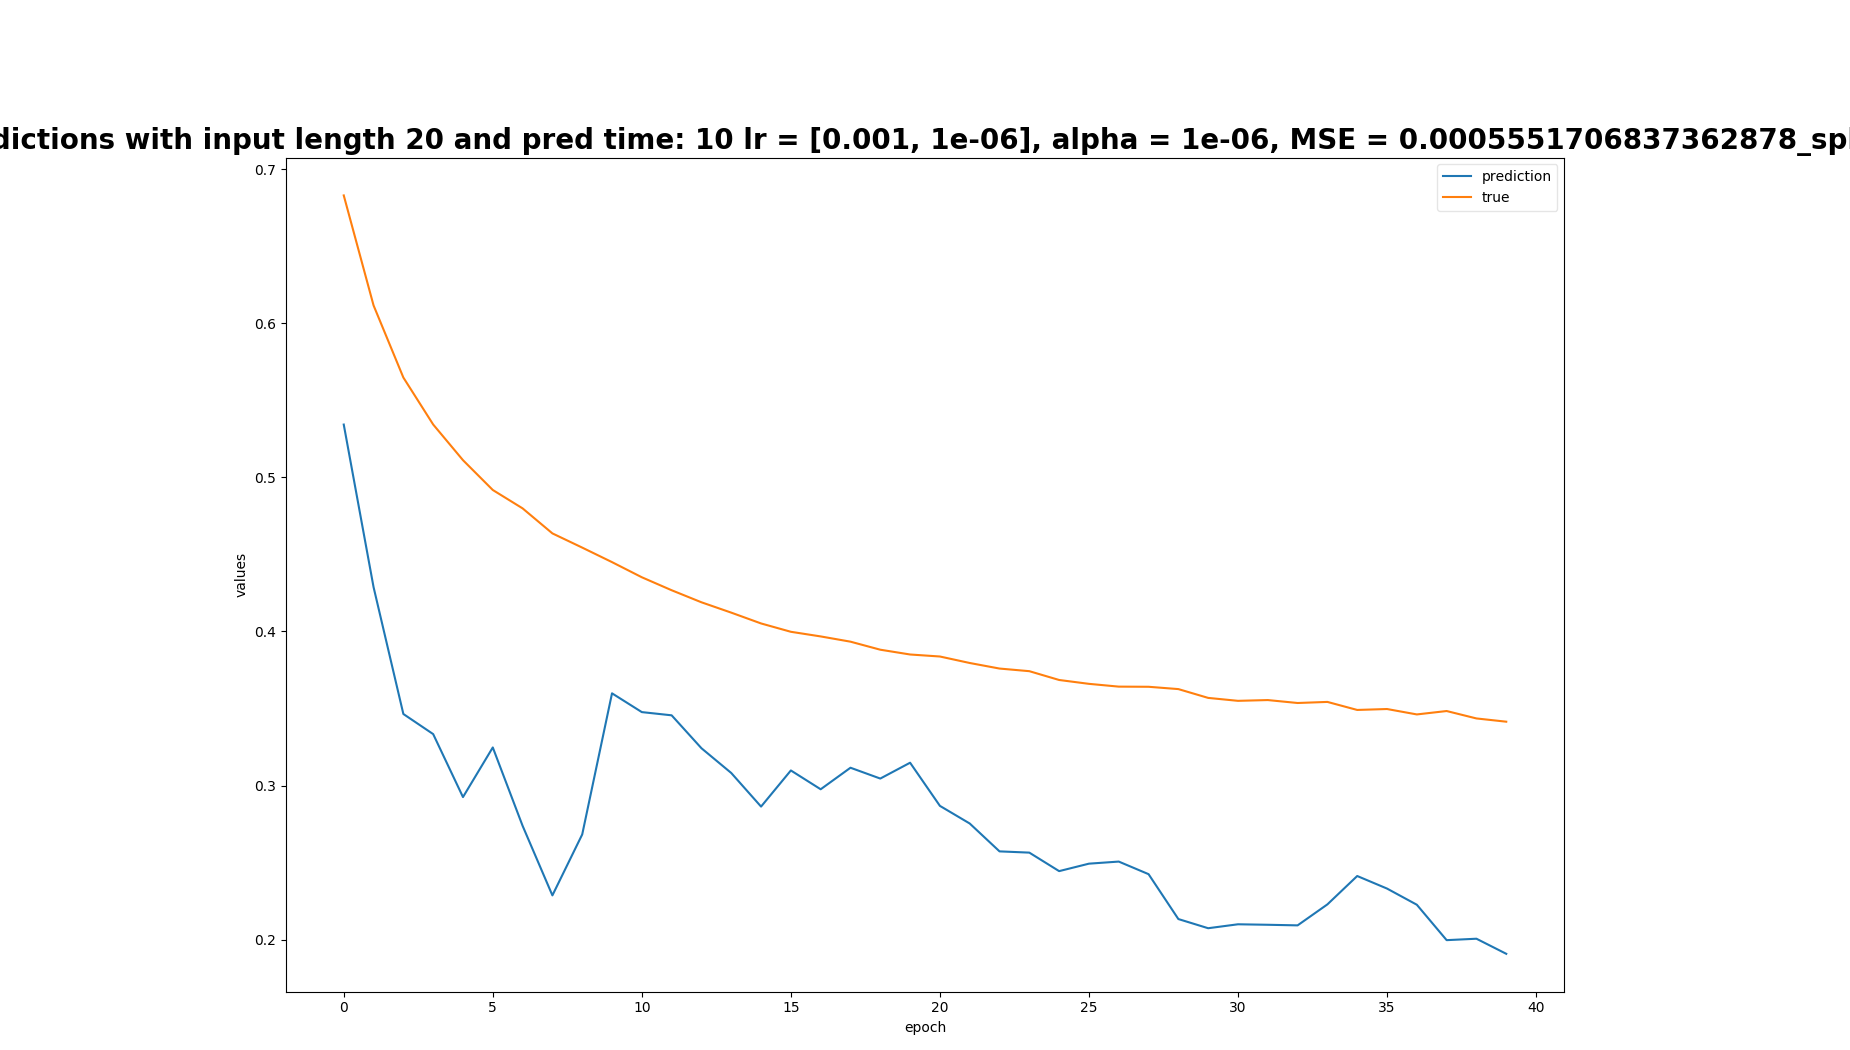 dictions with input length 20 and pred time: 10 lr = [0.001, 1e-06], alpha = 1e-06, MSE = 0.0005551706837362878_spl
prediction
true
0.7
0.6
0.5
0.4
0.3
0.2
values
0 5 10 15 20 25 30 35 40
epoch